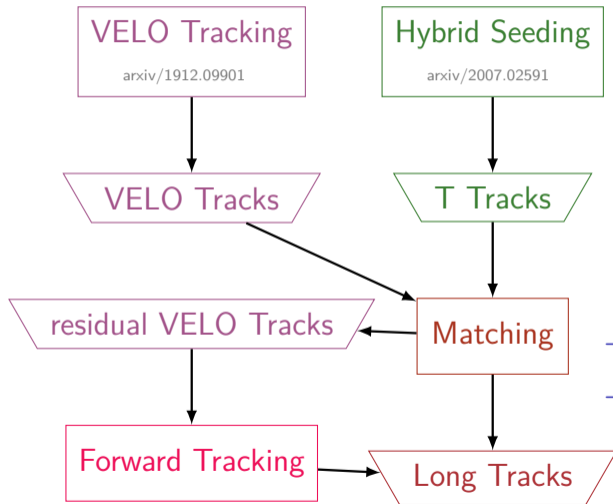 VELO Tracking
arxiv/1912.09901
Hybrid Seeding
arxiv/2007.02591
VELO Tracks
T Tracks
residual VELO Tracks
Matching
Forward Tracking
Long Tracks